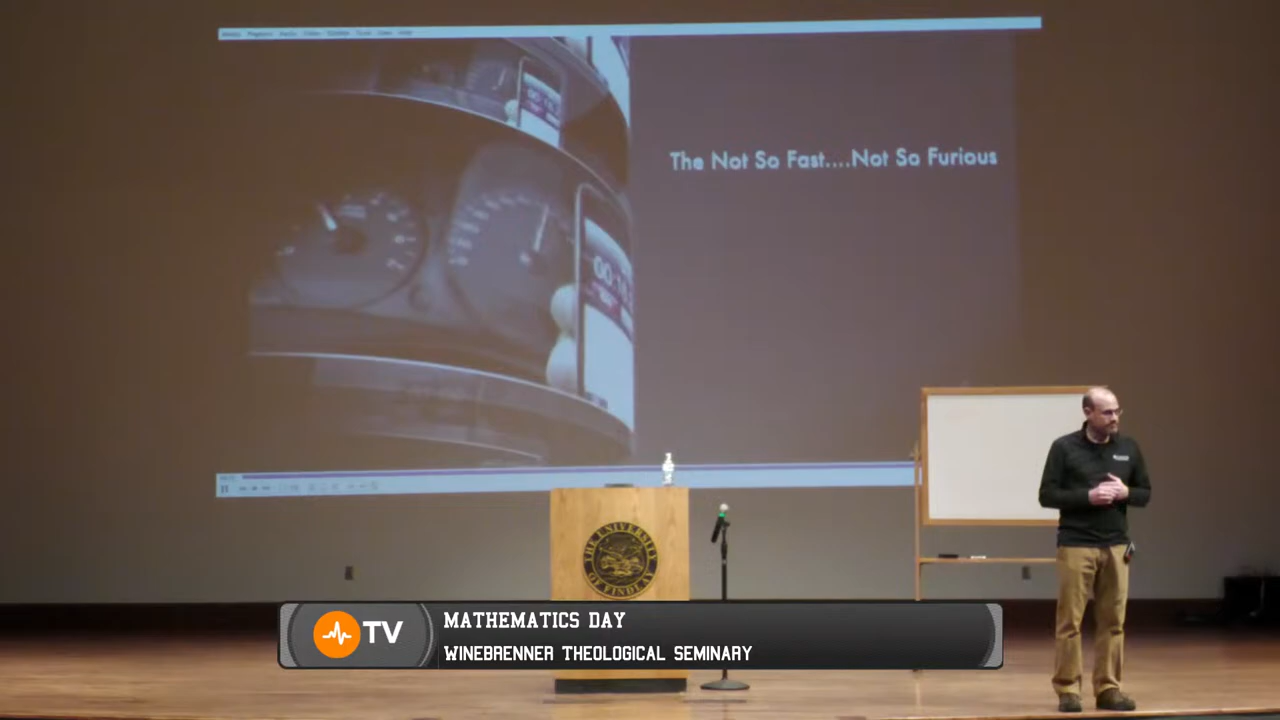 The Not So Fast....Not So Furious
THE UNIVERSITY
OF FINDLAY
TV
MATHEMATICS DAY
WINEBRENNER THEOLOGICAL SEMINARY